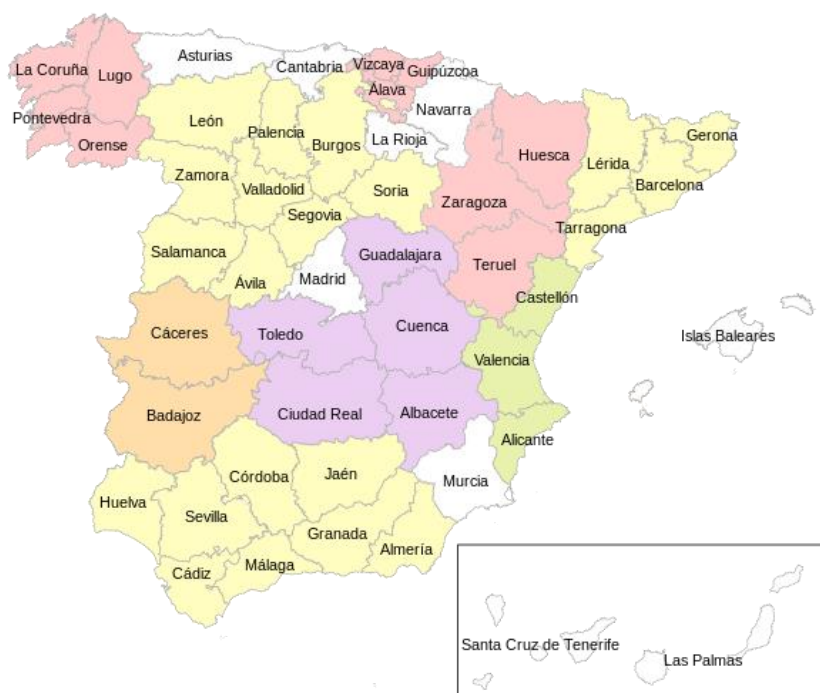 Asturias
Cantabria
Vizcaya
Guipúzcoa
La Coruña
Lugo
Álava
Navarra
Pontevedra
León
Palencia
Burgos
La Rioja
Orense
Gerona
Huesca
Lérida
Zamora
Valladolid
Soria
Barcelona
Zaragoza
Segovia
Tarragona
Salamanca
Ávila
Madrid
Guadalajara
Teruel
Castellón
Cáceres
Toledo
Cuenca
Islas Baleares
Valencia
Badajoz
Ciudad Real
Albacete
Alicante
Córdoba
Jaén
Murcia
Huelva
Sevilla
Granada
Almería
Cádiz
Málaga
Santa Cruz de Tenerife
Las Palmas